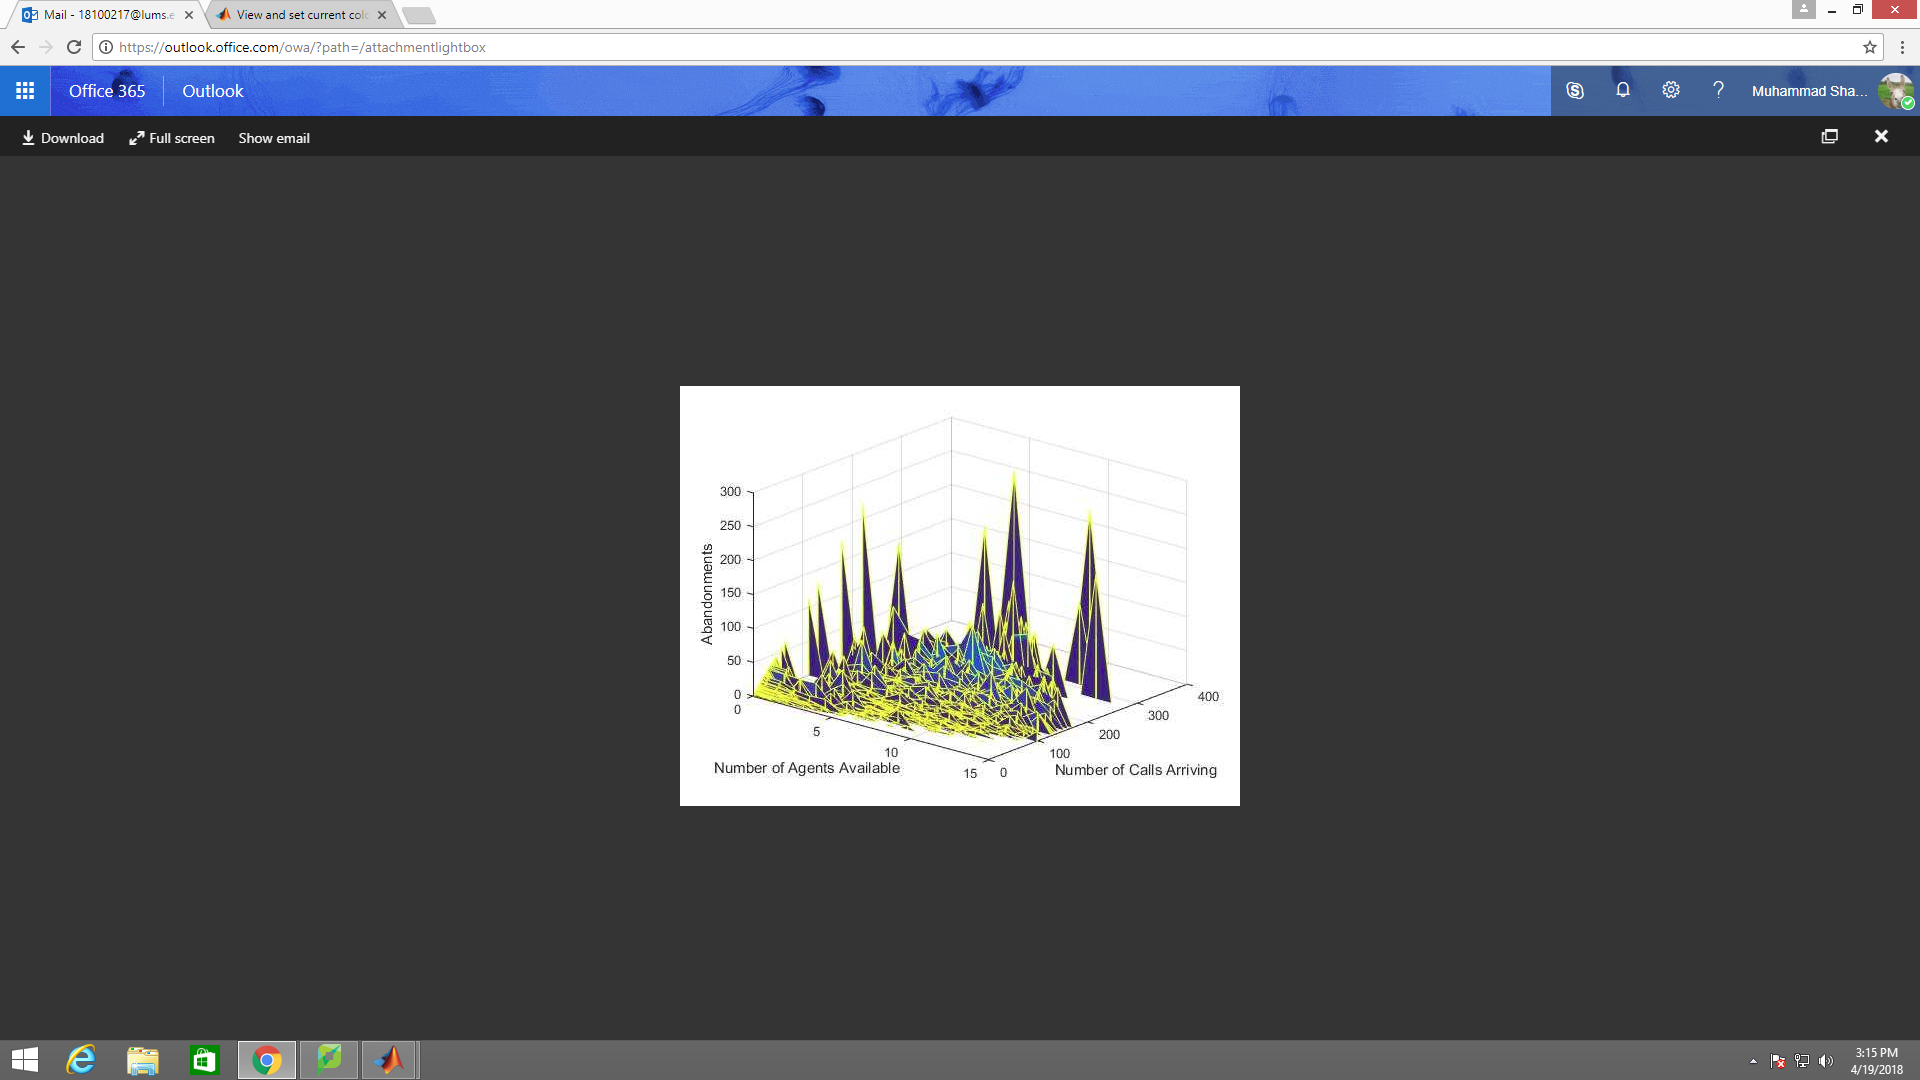 Mail - 18100217@lums.e
View and set current col
https://outlook.office.com/owa/?path=/attachmentlightbox
Office 365
Outlook
?
Muhammad Sha...
Download
Full screen
Show email
300
250
200
150
100
50
0
Abandonments
0
5
10
15
Number of Agents Available
0
100
200
300
400
Number of Calls Arriving
3:15 PM
4/19/2018